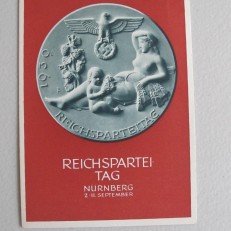 1939
REICHSPARTEITAG
REICHSPARTEI
TAG
NÜRNBERG
2.-11. SEPTEMBER